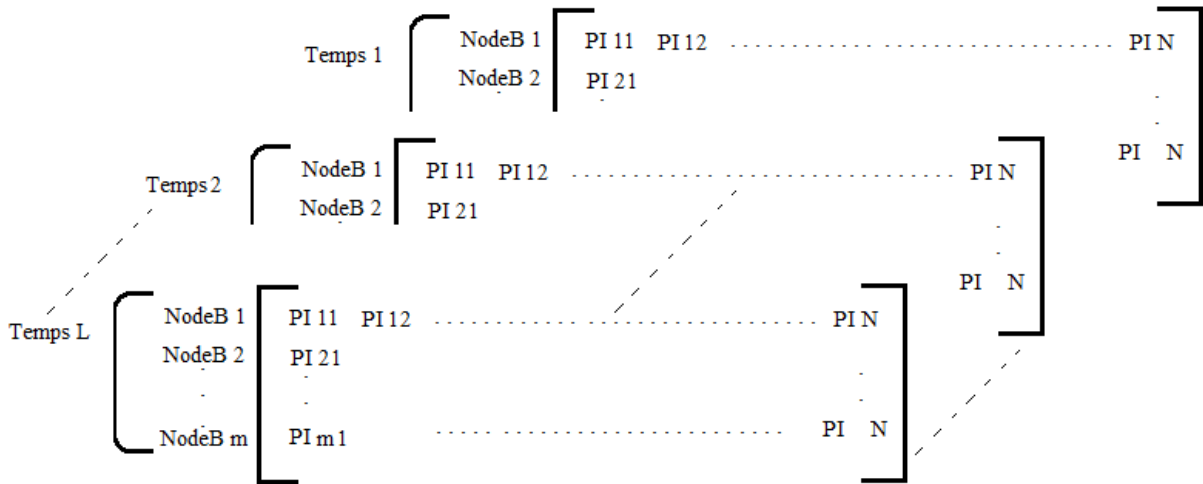 Temps 1 NodeB 1 PI 11 PI 12 PI N
NodeB 2 PI 21
PI N
Temps 2 NodeB 1 PI 11 PI 12 PI N
NodeB 2 PI 21
PI N
Temps L NodeB 1 PI 11 PI 12 PI N
NodeB 2 PI 21
NodeB m PI m 1 PI N